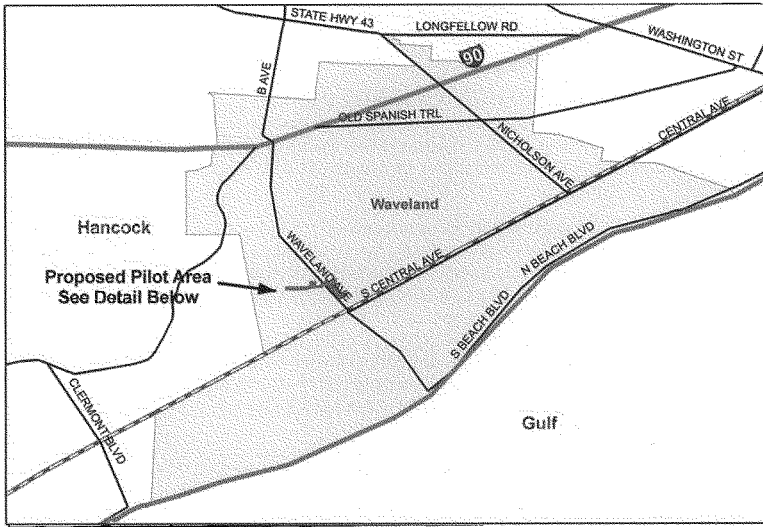 STATE HWY 43
LONGFELLOW RD
WASHINGTON ST
90
B AVE
OLD SPANISH TRL
NICHOLSON AVE
CENTRAL AVE
Waveland
Hancock
WAVELAND AVE
S CENTRAL AVE
N BEACH BLVD
Proposed Pilot Area
See Detail Below
S BEACH BLVD
CLERMONT BLVD
Gulf